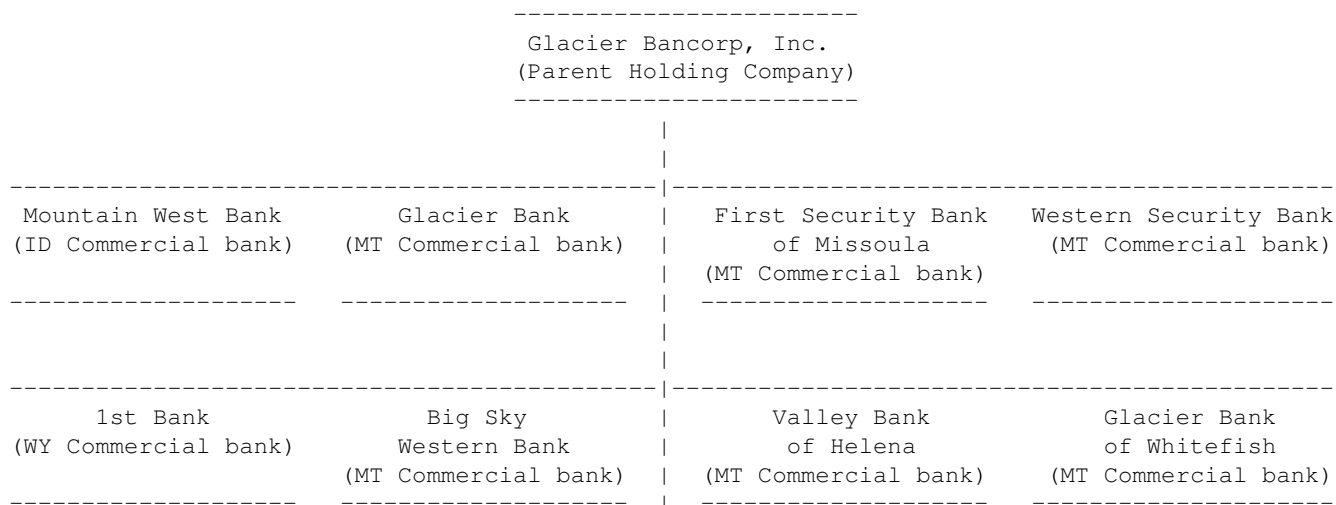 Glacier Bancorp, Inc.
(Parent Holding Company)
Mountain West Bank Glacier Bank First Security Bank Western Security Bank
(ID Commercial bank) (MT Commercial bank) of Missoula (MT Commercial bank)
(MT Commercial bank)
1st Bank Big Sky Valley Bank Glacier Bank
(WY Commercial bank) Western Bank of Helena of Whitefish
(MT Commercial bank) (MT Commercial bank) (MT Commercial bank)